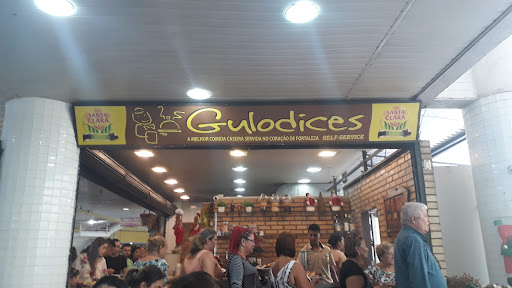 SANTA CLARA
Gulodices
A MELHOR COMIDA CASEIRA SERVIDA NO CORAÇÃO DE FORTALEZA SELF-SERVICE
SANTA CLARA